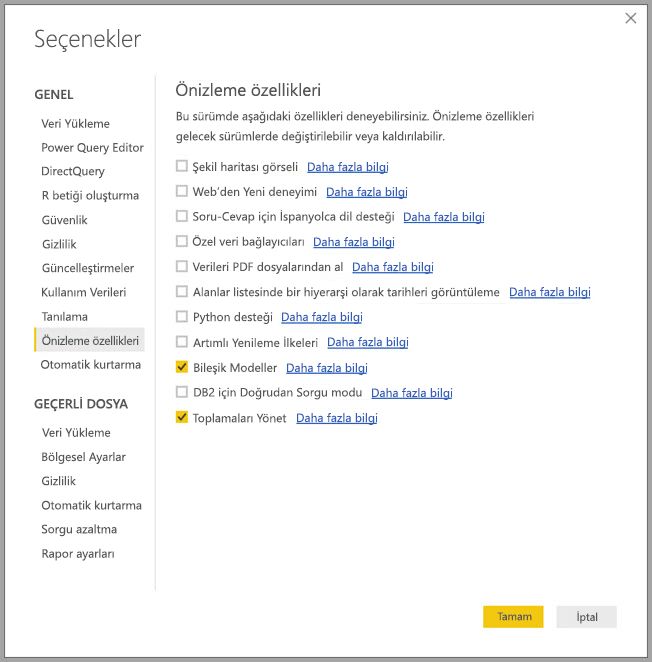 Seçenekler
GENEL
Veri Yükleme
Power Query Editor
DirectQuery
R betiği oluşturma
Güvenlik
Gizlilik
Güncelleştirmeler
Kullanım Verileri
Tanılama
Önizleme özellikleri
Otomatik kurtarma
GEÇERLİ DOSYA
Veri Yükleme
Bölgesel Ayarlar
Gizlilik
Otomatik kurtarma
Sorgu azaltma
Rapor ayarları
Önizleme özellikleri
Bu sürümde aşağıdaki özellikleri deneyebilirsiniz. Önizleme özellikleri
gelecek sürümlerde değiştirilebilir veya kaldırılabilir.
Şekil haritası görseli Daha fazla bilgi
Web'den Yeni deneyimi Daha fazla bilgi
Soru-Cevap için İspanyolca dil desteği Daha fazla bilgi
Özel veri bağlayıcıları Daha fazla bilgi
Verileri PDF dosyalarından al Daha fazla bilgi
Alanlar listesinde bir hiyerarşi olarak tarihleri görüntüleme Daha fazla bilgi
Python desteği Daha fazla bilgi
Artımlı Yenileme İlkeleri Daha fazla bilgi
Bileşik Modeller Daha fazla bilgi
DB2 için Doğrudan Sorgu modu Daha fazla bilgi
Toplamaları Yönet Daha fazla bilgi
Tamam İptal